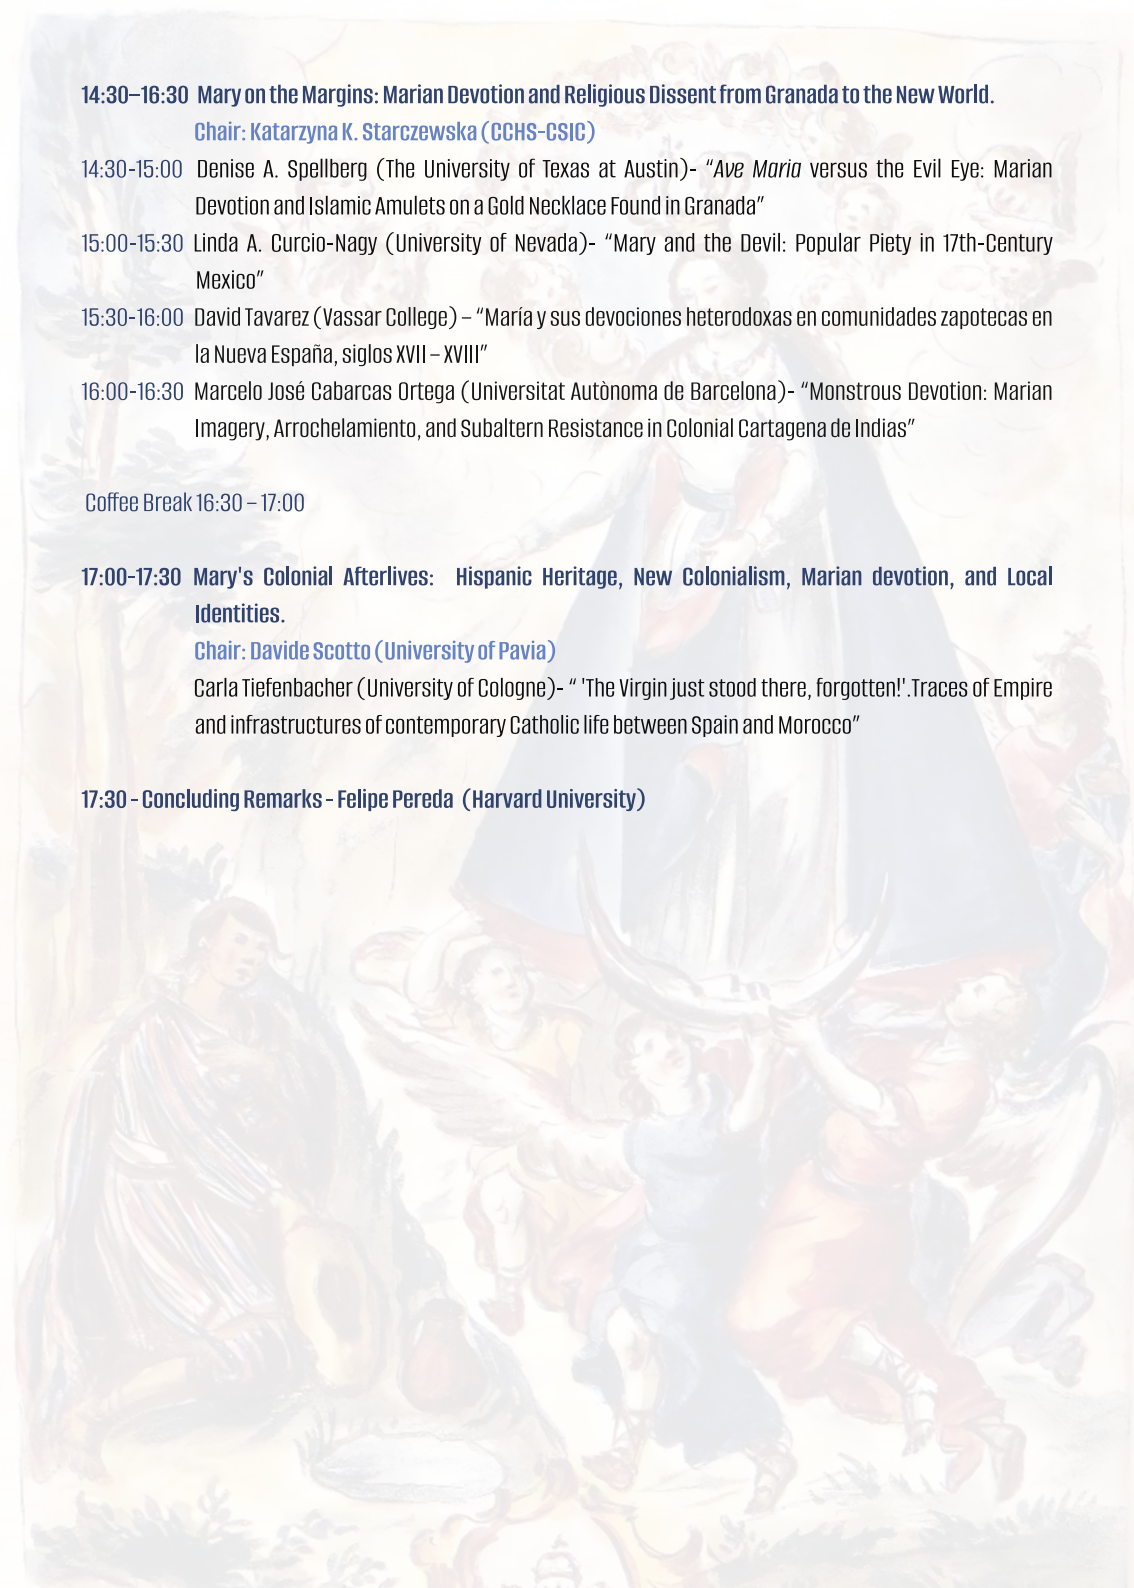 14:30–16:30 Mary on the Margins: Marian Devotion and Religious Dissent from Granada to the New World.
Chair: Katarzyna K. Starczewska (CCHS-CSIC)
14:30-15:00 Denise A. Spellberg (The University of Texas at Austin)- “Ave Maria versus the Evil Eye: Marian
Devotion and Islamic Amulets on a Gold Necklace Found in Granada”
15:00-15:30 Linda A. Curcio-Nagy (University of Nevada)- “Mary and the Devil: Popular Piety in 17th-Century
Mexico”
15:30-16:00 David Tavarez (Vassar College) – “María y sus devociones heterodoxas en comunidades zapotecas en
la Nueva España, siglos XVII – XVIII”
16:00-16:30 Marcelo José Cabarcas Ortega (Universitat Autònoma de Barcelona)- “Monstrous Devotion: Marian
Imagery, Arrochelamiento, and Subaltern Resistance in Colonial Cartagena de Indias”
Coffee Break 16:30 – 17:00
17:00-17:30 Mary's Colonial Afterlives: Hispanic Heritage, New Colonialism, Marian devotion, and Local
Identities.
Chair: Davide Scotto (University of Pavia)
Carla Tiefenbacher (University of Cologne)- “ 'The Virgin just stood there, forgotten!'.Traces of Empire
and infrastructures of contemporary Catholic life between Spain and Morocco”
17:30 - Concluding Remarks - Felipe Pereda (Harvard University)